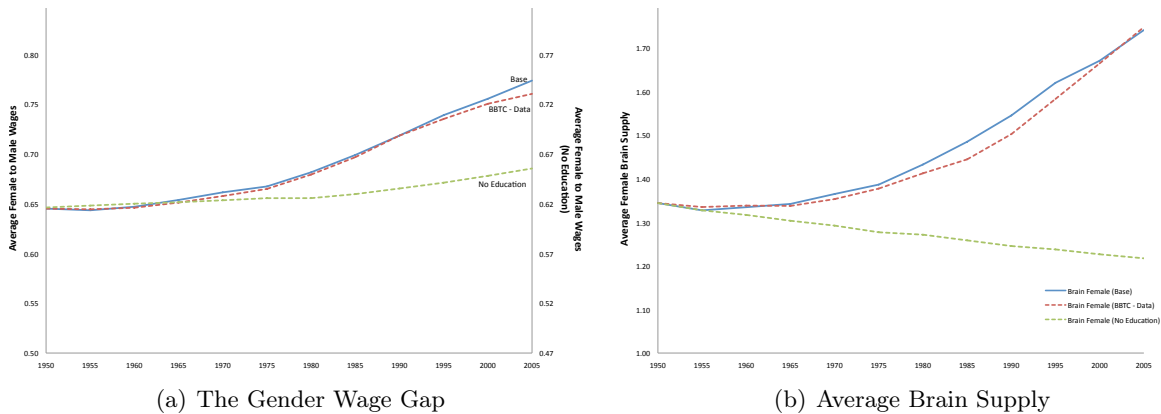 Average Female to Male Wages
0.80
0.75
0.70
0.65
0.60
0.55
0.50
1950 1955 1960 1965 1970 1975 1980 1985 1990 1995 2000 2005
Base
BBTC - Data
No Education
0.77
0.72
0.67
0.62
0.57
0.52
0.47
Average Female to Male Wages
(No Education)
(a) The Gender Wage Gap
Average Female Brain Supply
1.70
1.60
1.50
1.40
1.30
1.20
1.10
1.00
1950 1955 1960 1965 1970 1975 1980 1985 1990 1995 2000 2005
Brain Female (Base)
Brain Female (BBTC - Data)
Brain Female (No Education)
(b) Average Brain Supply